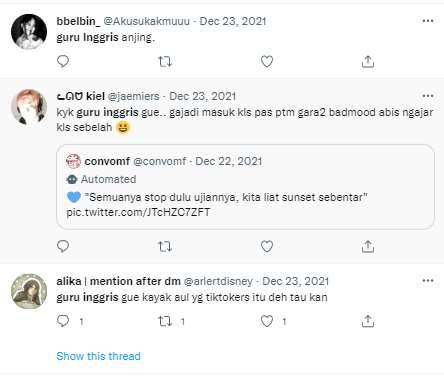 bbelbin_ @Akusukakmuuu · Dec 23, 2021
guru Inggris anjing.
kiel @jaemiers · Dec 23, 2021
kyk guru inggris gue.. gajadi masuk kls pas ptm gara2 badmood abis ngajar
kls sebelah 😃
convomf @convomf · Dec 22, 2021
Automated
💙 "Semuanya stop dulu ujiannya, kita liat sunset sebentar"
pic.twitter.com/JTcHZC7ZFT
alika | mention after dm @arlertdisney · Dec 23, 2021
guru inggris gue kayak aul yg tiktokers itu deh tau kan
1 1 1
Show this thread